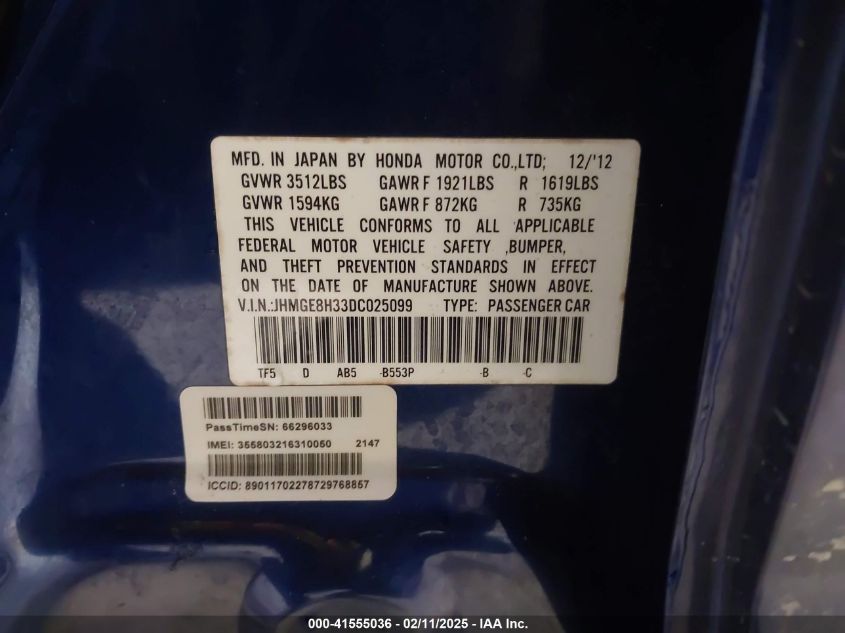 MFD. IN JAPAN BY HONDA MOTOR CO.,LTD; 12/'12
GVWR 3512LBS GAWR F 1921LBS R 1619LBS
GVWR 1594KG GAWR F 872KG R 735KG
THIS VEHICLE CONFORMS TO ALL APPLICABLE
FEDERAL MOTOR VEHICLE SAFETY ,BUMPER,
AND THEFT PREVENTION STANDARDS IN EFFECT
ON THE DATE OF MANUFACTURE SHOWN ABOVE.
V.I.N.:JHMGE8H33DC025099 TYPE: PASSENGER CAR
TF5 D AB5 -B553P -B -C
PassTimeSN: 66296033
IMEI: 355803216310050 2147
ICCID: 89011702278729768857
000-41555036 - 02/11/2025 - IAA Inc.